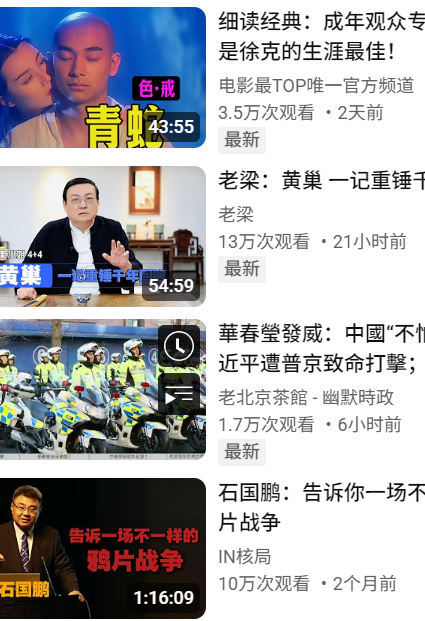 细读经典：成年观众专
是徐克的生涯最佳！
电影最TOP唯一官方频道
3.5万次观看 • 2天前
最新
色·戒
青蛇
43:55
老梁：黄巢 一记重锤千
老梁
13万次观看 • 21小时前
最新
4+4
黄巢
一记重锤千年
54:59
華春瑩發威：中國“不怕
近平遭普京致命打擊；
老北京茶館 - 幽默時政
1.7万次观看 • 6小时前
最新
石国鹏：告诉你一场不
片战争
IN核局
10万次观看 • 2个月前
告诉一场不一样的
鸦片战争
石国鹏
1:16:09